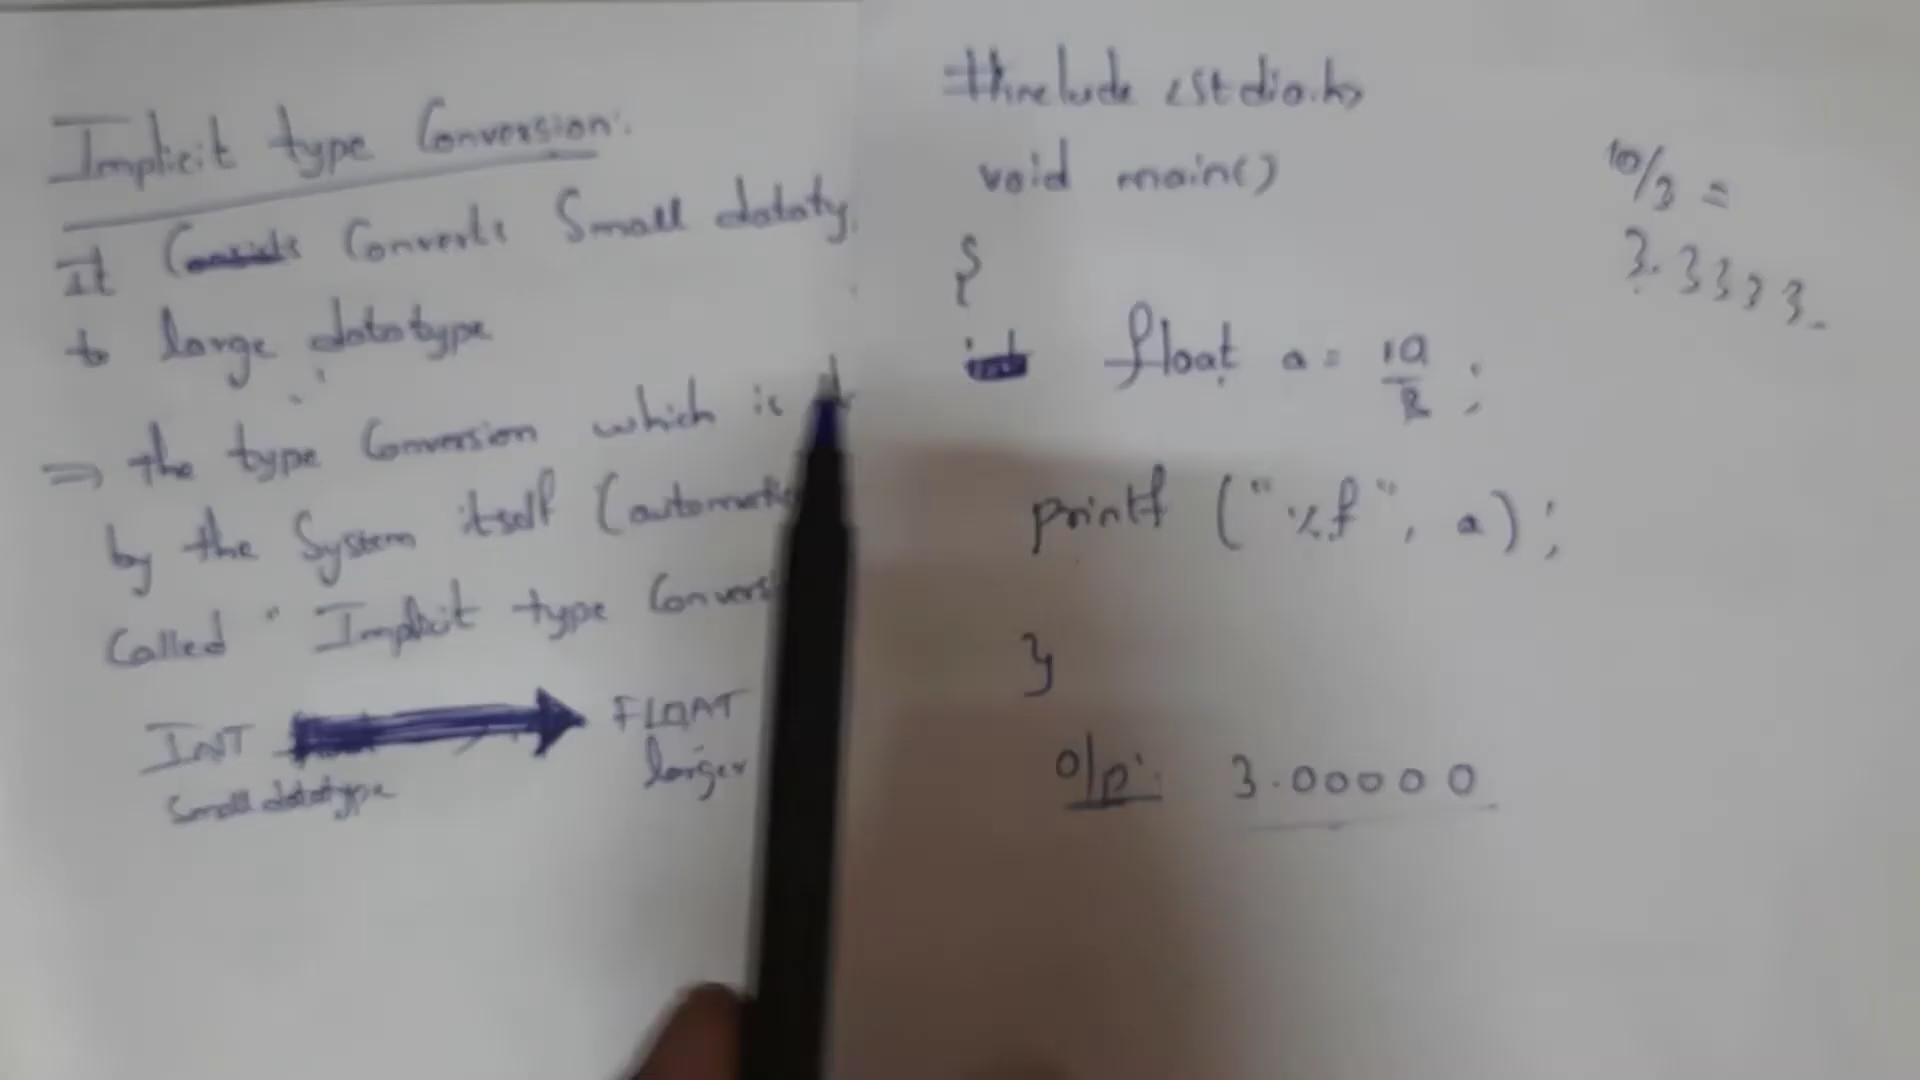 Implicit type Conversion:
It Converts Small dataty
to large datatype
⇒ the type Conversion which is
by the System itself (automatic
Called "Implicit type Convers
INT FLOAT
Small datatype larger
#include <stdio.h>
void main()
{
float a = 10/3 ;
printf ("%f", a);
}
o/p: 3.00000
10/3 =
3.3333.